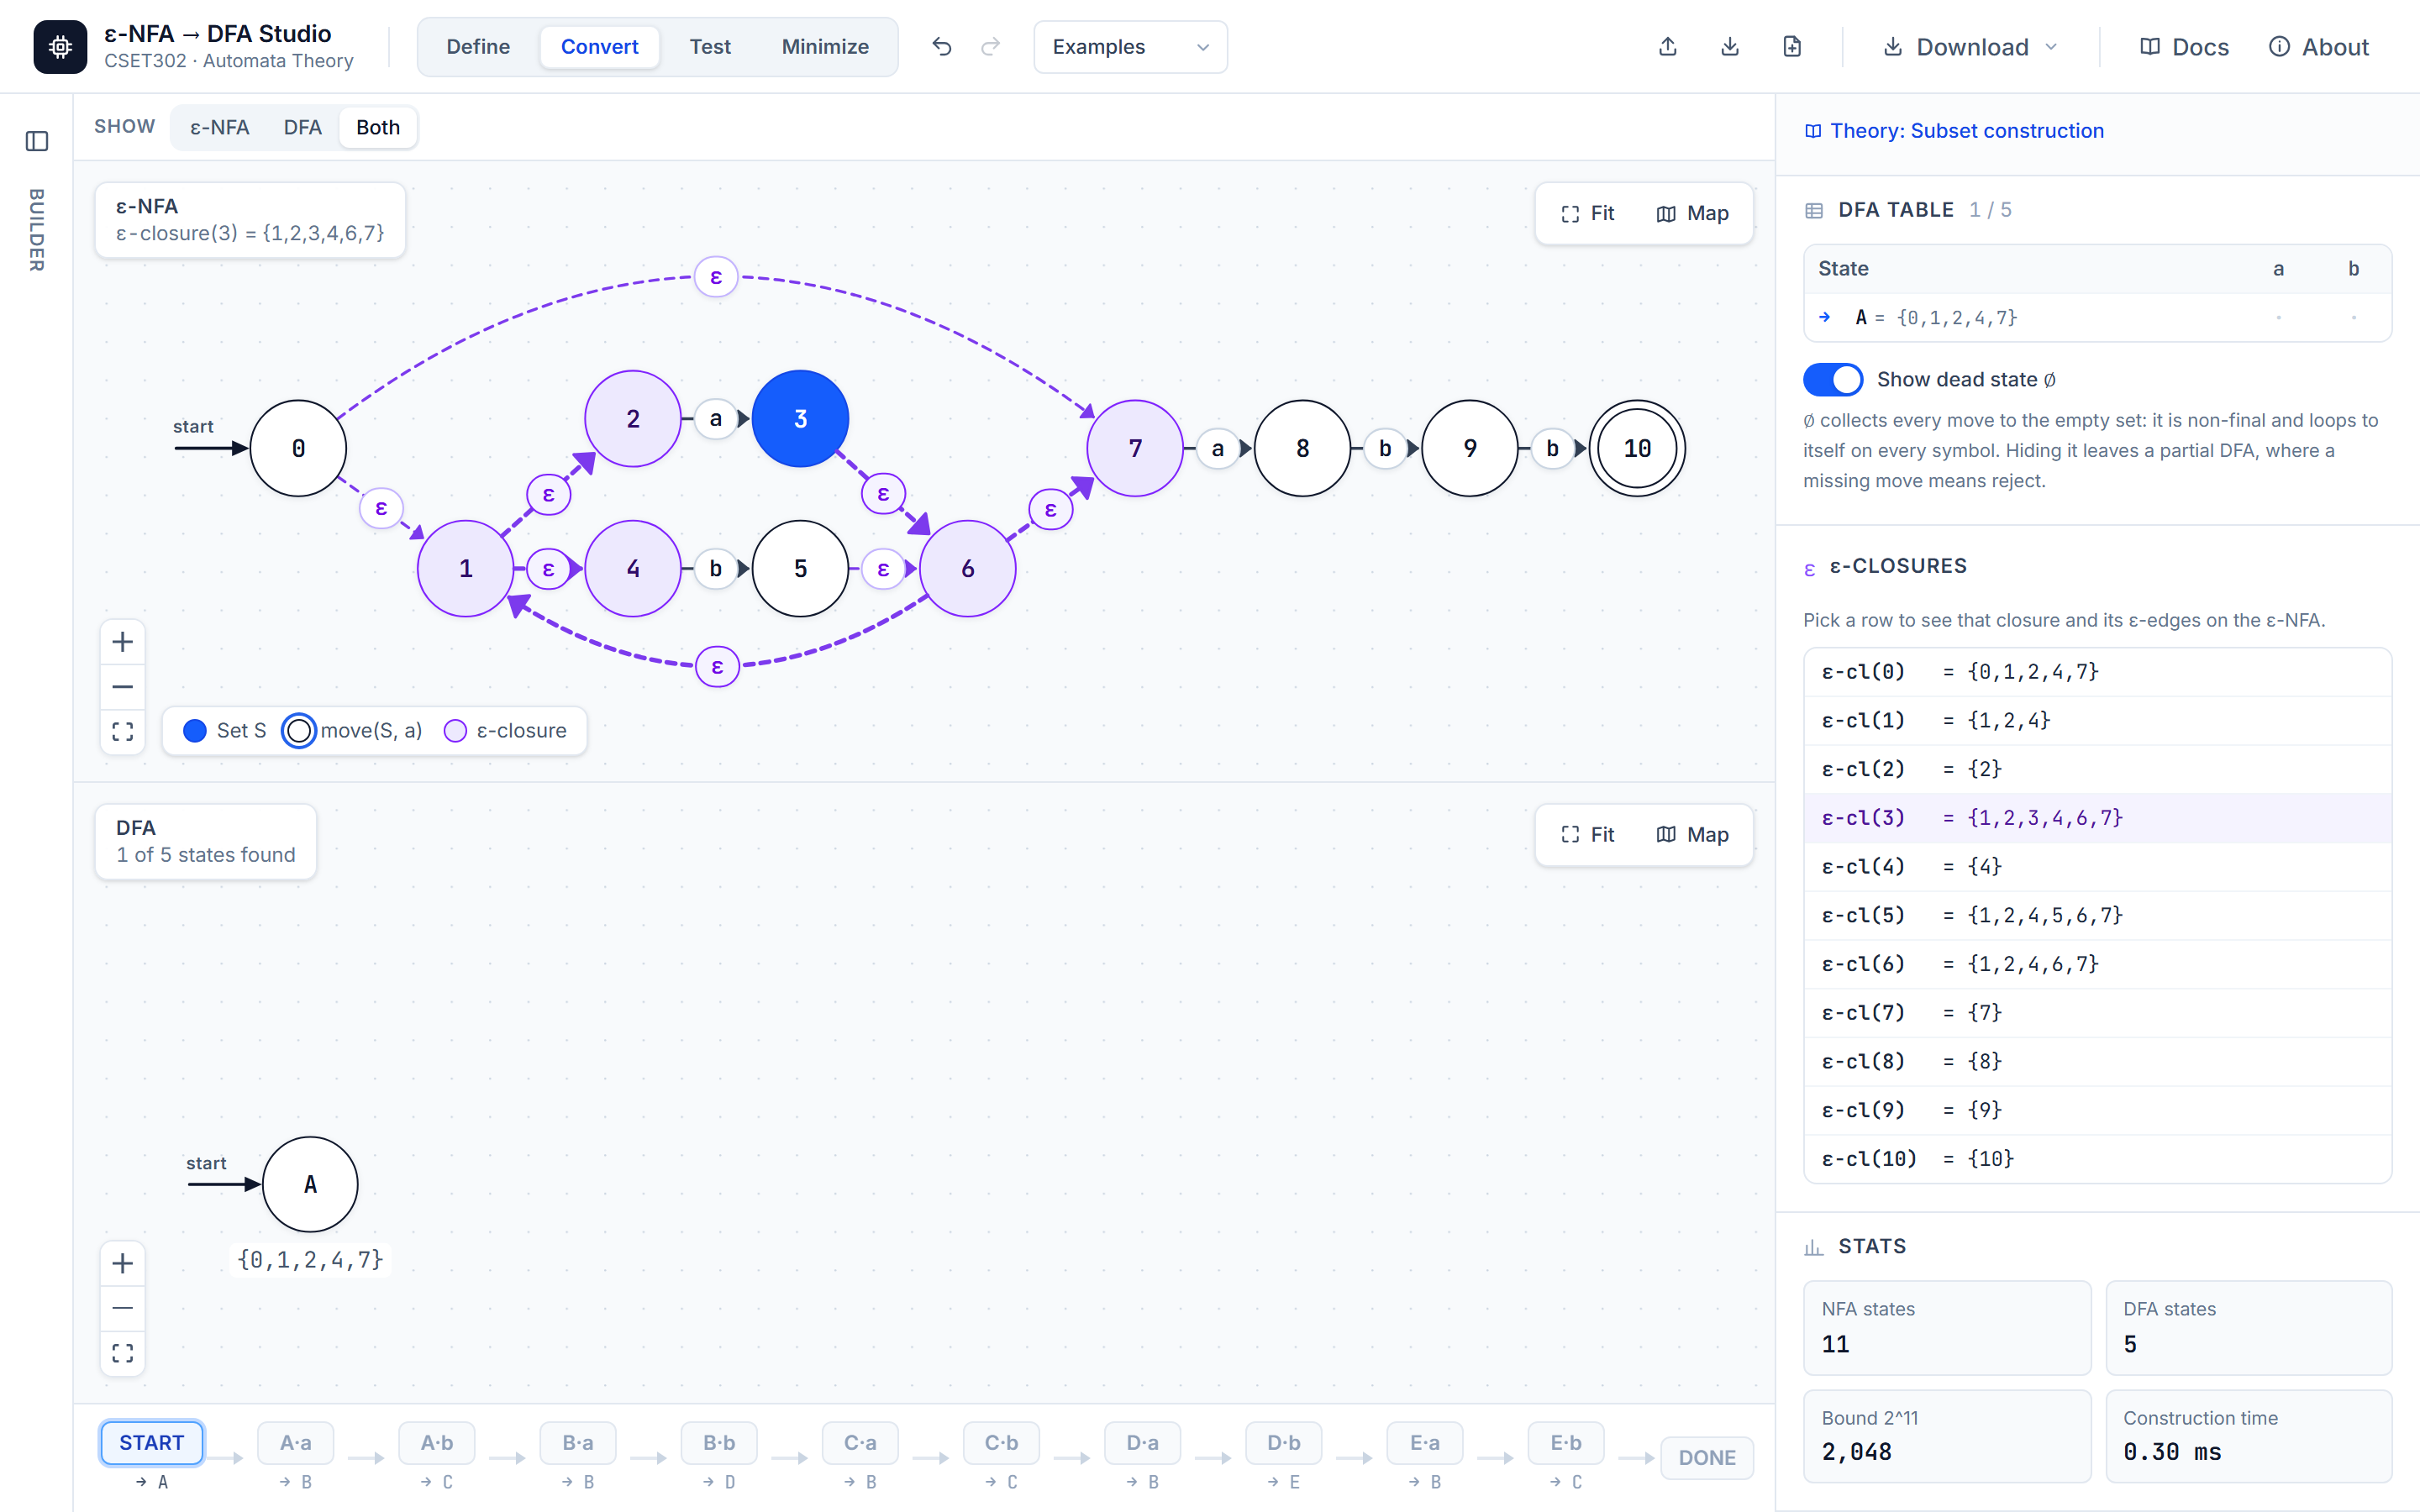 ε-NFA → DFA Studio
CSET302 · Automata Theory
Define
Convert
Test
Minimize
Examples
Download
Docs
About
BUILDER
SHOW
ε-NFA
DFA
Both
ε-NFA
ε-closure(3) = {1,2,3,4,6,7}
Fit
Map
ε
start
0
2
a
3
7
a
8
b
9
b
10
ε
ε
ε
ε
1
ε
4
b
5
ε
6
ε
Set S
move(S, a)
ε-closure
DFA
1 of 5 states found
Fit
Map
start
A
{0,1,2,4,7}
START
→ A
A·a
→ B
A·b
→ C
B·a
→ B
B·b
→ D
C·a
→ B
C·b
→ C
D·a
→ B
D·b
→ E
E·a
→ B
E·b
→ C
DONE
Theory: Subset construction
DFA TABLE 1 / 5
State a b
→ A = {0,1,2,4,7} · ·
Show dead state Ø
Ø collects every move to the empty set: it is non-final and loops to
itself on every symbol. Hiding it leaves a partial DFA, where a
missing move means reject.
ε ε-CLOSURES
Pick a row to see that closure and its ε-edges on the ε-NFA.
ε-cl(0) = {0,1,2,4,7}
ε-cl(1) = {1,2,4}
ε-cl(2) = {2}
ε-cl(3) = {1,2,3,4,6,7}
ε-cl(4) = {4}
ε-cl(5) = {1,2,4,5,6,7}
ε-cl(6) = {1,2,4,6,7}
ε-cl(7) = {7}
ε-cl(8) = {8}
ε-cl(9) = {9}
ε-cl(10) = {10}
STATS
NFA states
11
DFA states
5
Bound 2^11
2,048
Construction time
0.30 ms